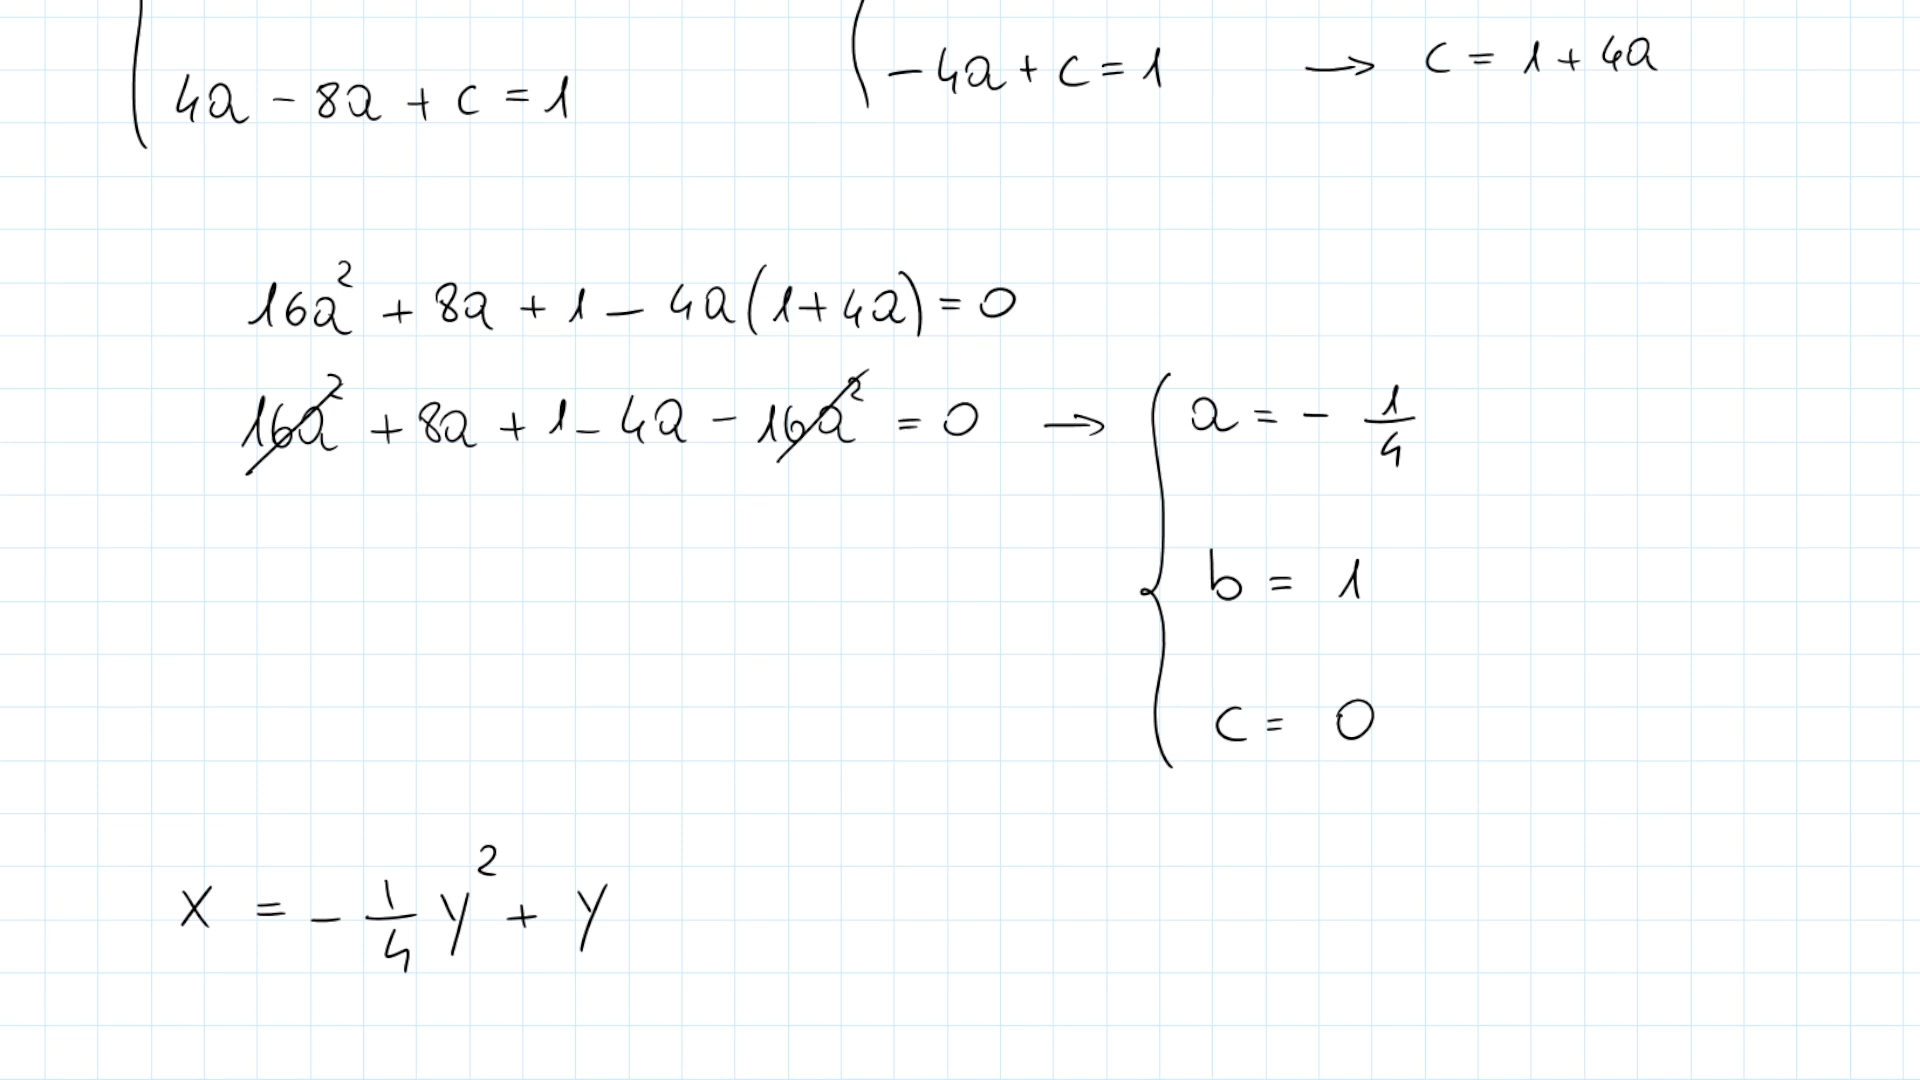 4a - 8a + c = 1
-4a + c = 1 → c = 1 + 4a
16a² + 8a + 1 - 4a(1 + 4a) = 0
16a² + 8a + 1 - 4a - 16a² = 0 → { a = - 1/4
b = 1
c = 0
x = - 1/4 y² + y